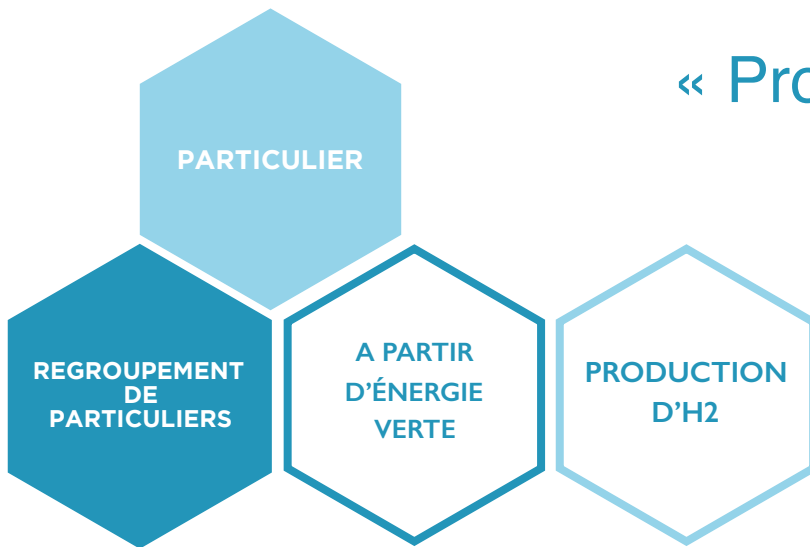 « Pro
PARTICULIER
REGROUPEMENT
DE
PARTICULIERS
A PARTIR
D’ÉNERGIE
VERTE
PRODUCTION
D’H2